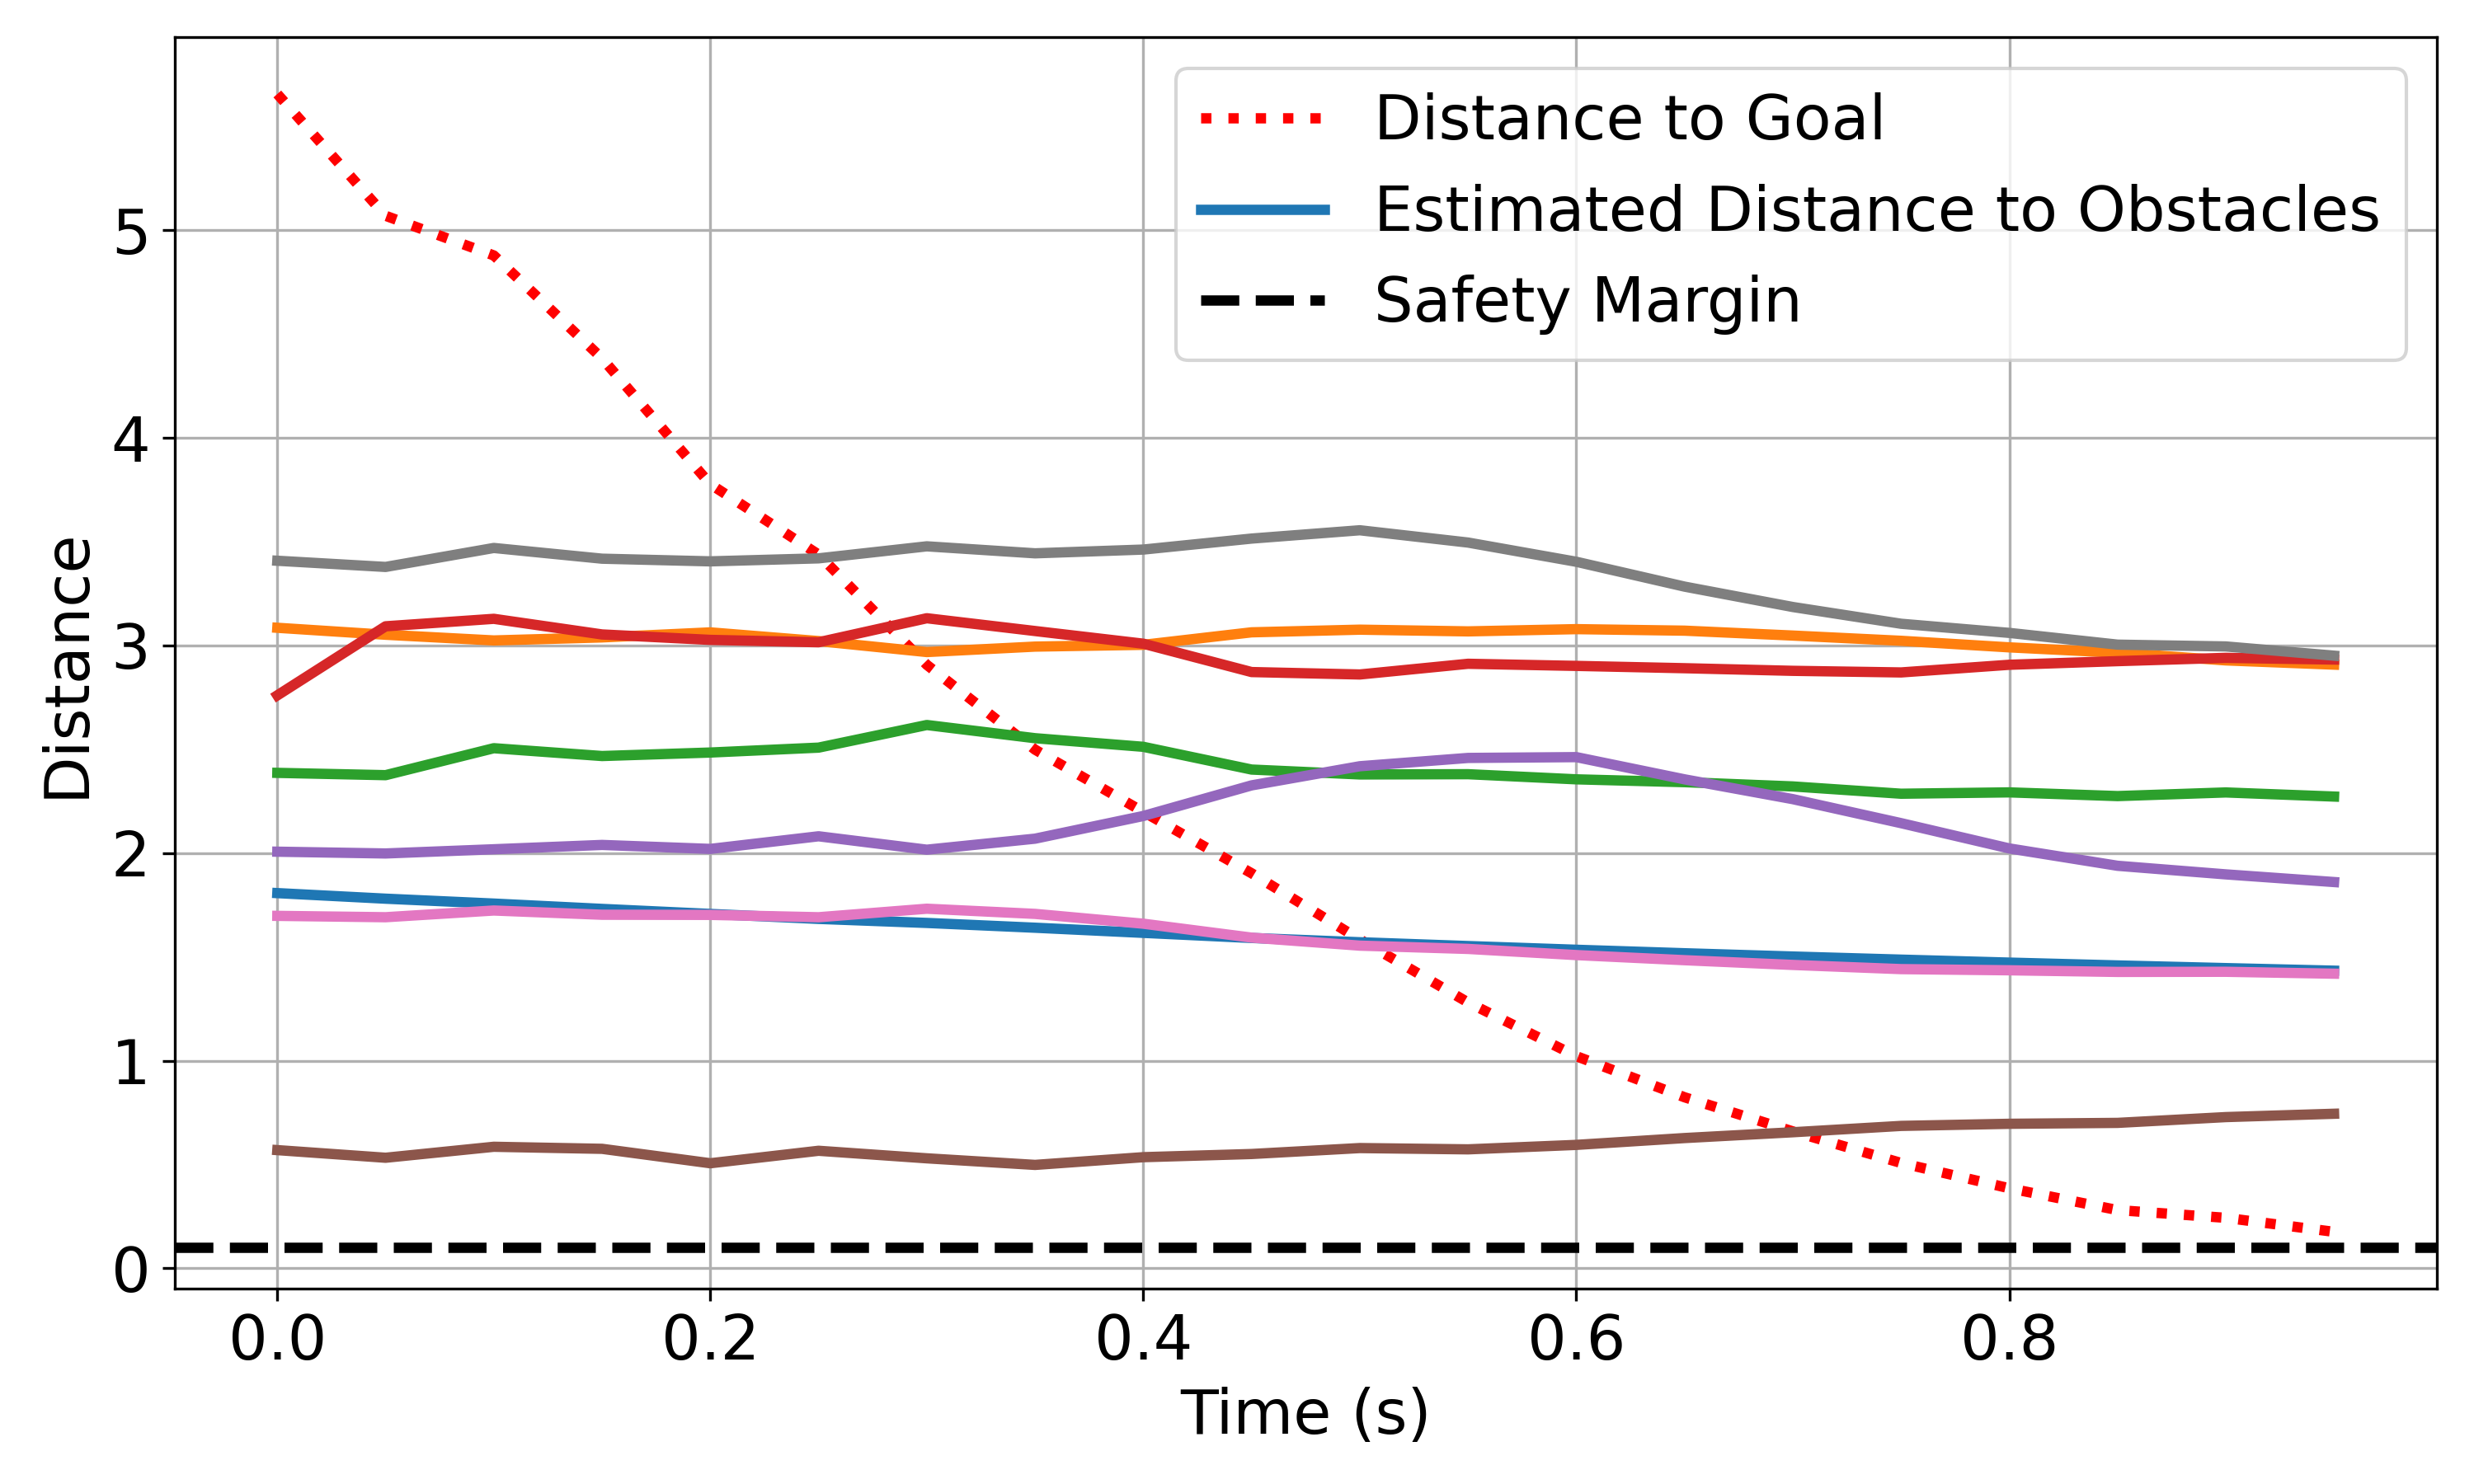 Distance to Goal
Estimated Distance to Obstacles
Safety Margin
Distance
5
4
3
2
1
0
0.0 0.2 0.4 0.6 0.8
Time (s)